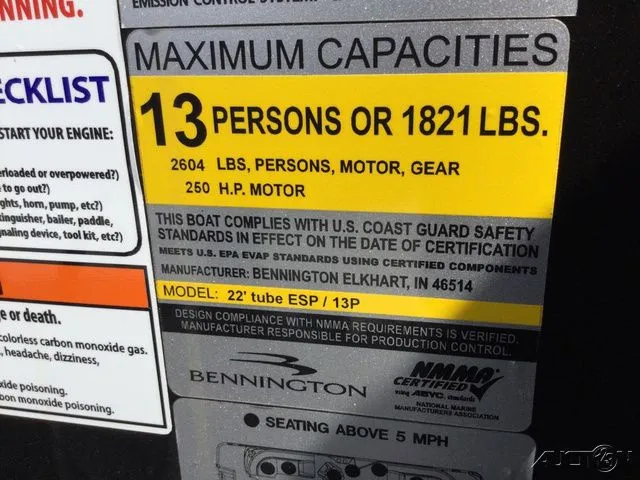 NNING.
ECKLIST
START YOUR ENGINE:
erloaded or overpowered?)
to go out?)
ghts, horn, pump, etc?)
tinguisher, bailer, paddle,
naling device, tool kit, etc?)
e or death.
colorless carbon monoxide gas.
, headache, dizziness,
xide poisoning.
bon monoxide poisoning.
MAXIMUM CAPACITIES
13 PERSONS OR 1821 LBS.
2604 LBS, PERSONS, MOTOR, GEAR
250 H.P. MOTOR
THIS BOAT COMPLIES WITH U.S. COAST GUARD SAFETY
STANDARDS IN EFFECT ON THE DATE OF CERTIFICATION
MEETS U.S. EPA EVAP STANDARDS USING CERTIFIED COMPONENTS
MANUFACTURER: BENNINGTON ELKHART, IN 46514
MODEL: 22' tube ESP / 13P
DESIGN COMPLIANCE WITH NMMA REQUIREMENTS IS VERIFIED.
MANUFACTURER RESPONSIBLE FOR PRODUCTION CONTROL.
BENNINGTON
NMMA
CERTIFIED
using ABYC standards
NATIONAL MARINE
MANUFACTURERS ASSOCIATION
SEATING ABOVE 5 MPH
AUCTION123